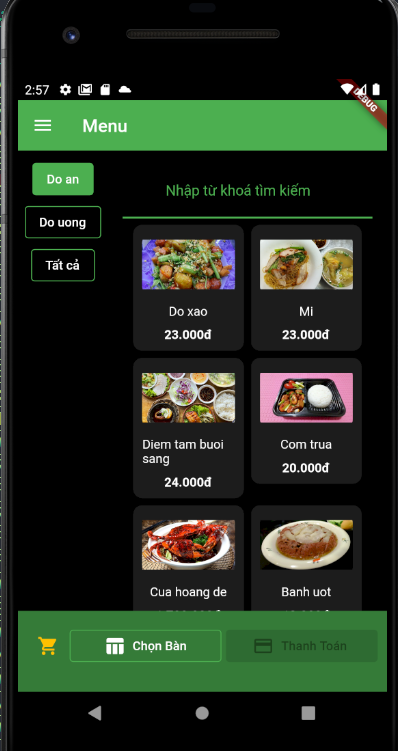 2:57
DEBUG
Menu
Do an
Nhập từ khoá tìm kiếm
Do uong
Tất cả
Do xao
Mi
23.000đ
23.000đ
Diem tam buoi
sang
Com trua
24.000đ
20.000đ
Cua hoang de
Banh uot
Chọn Bàn
Thanh Toán